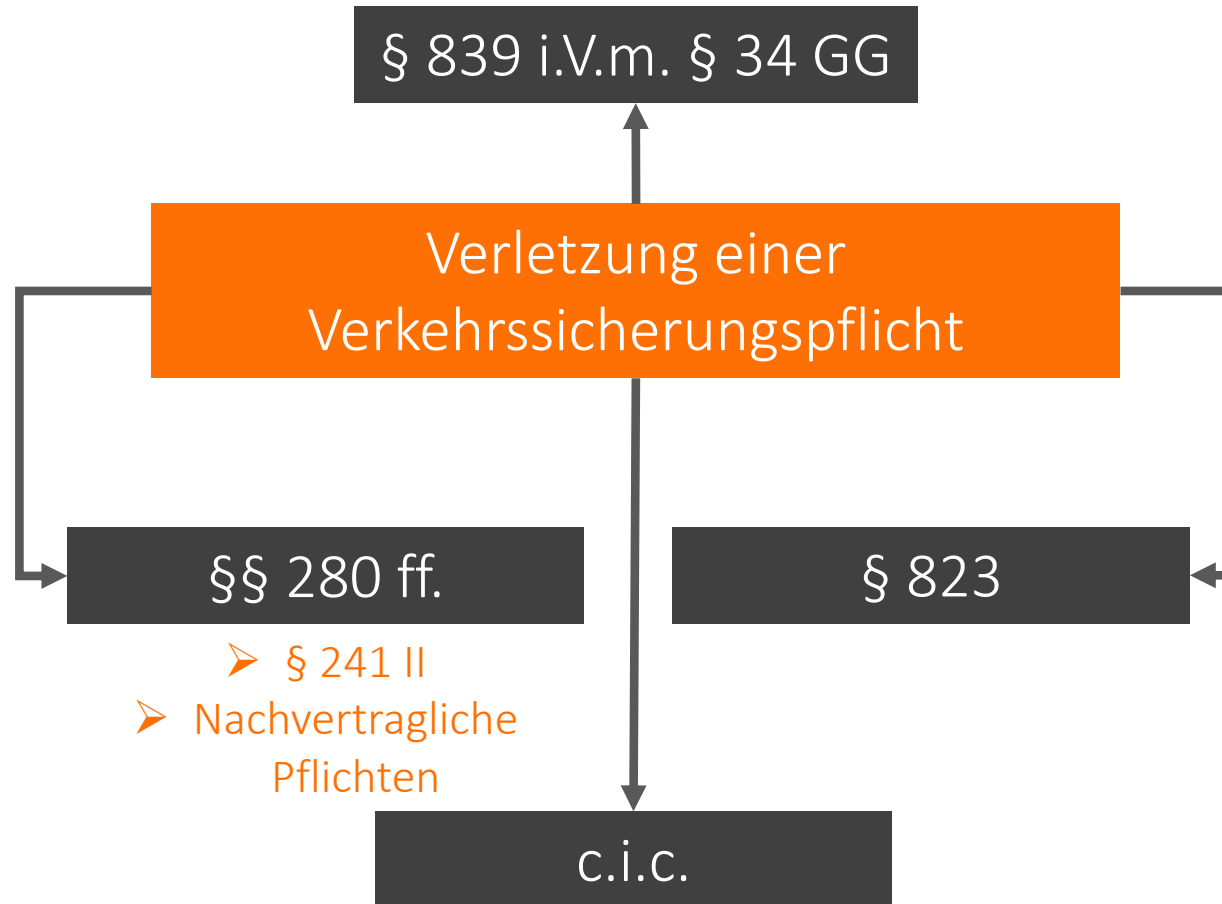 § 839 i.V.m. § 34 GG
Verletzung einer
Verkehrssicherungspflicht
§§ 280 ff.
§ 823
➢ § 241 II
➢ Nachvertragliche
Pflichten
c.i.c.